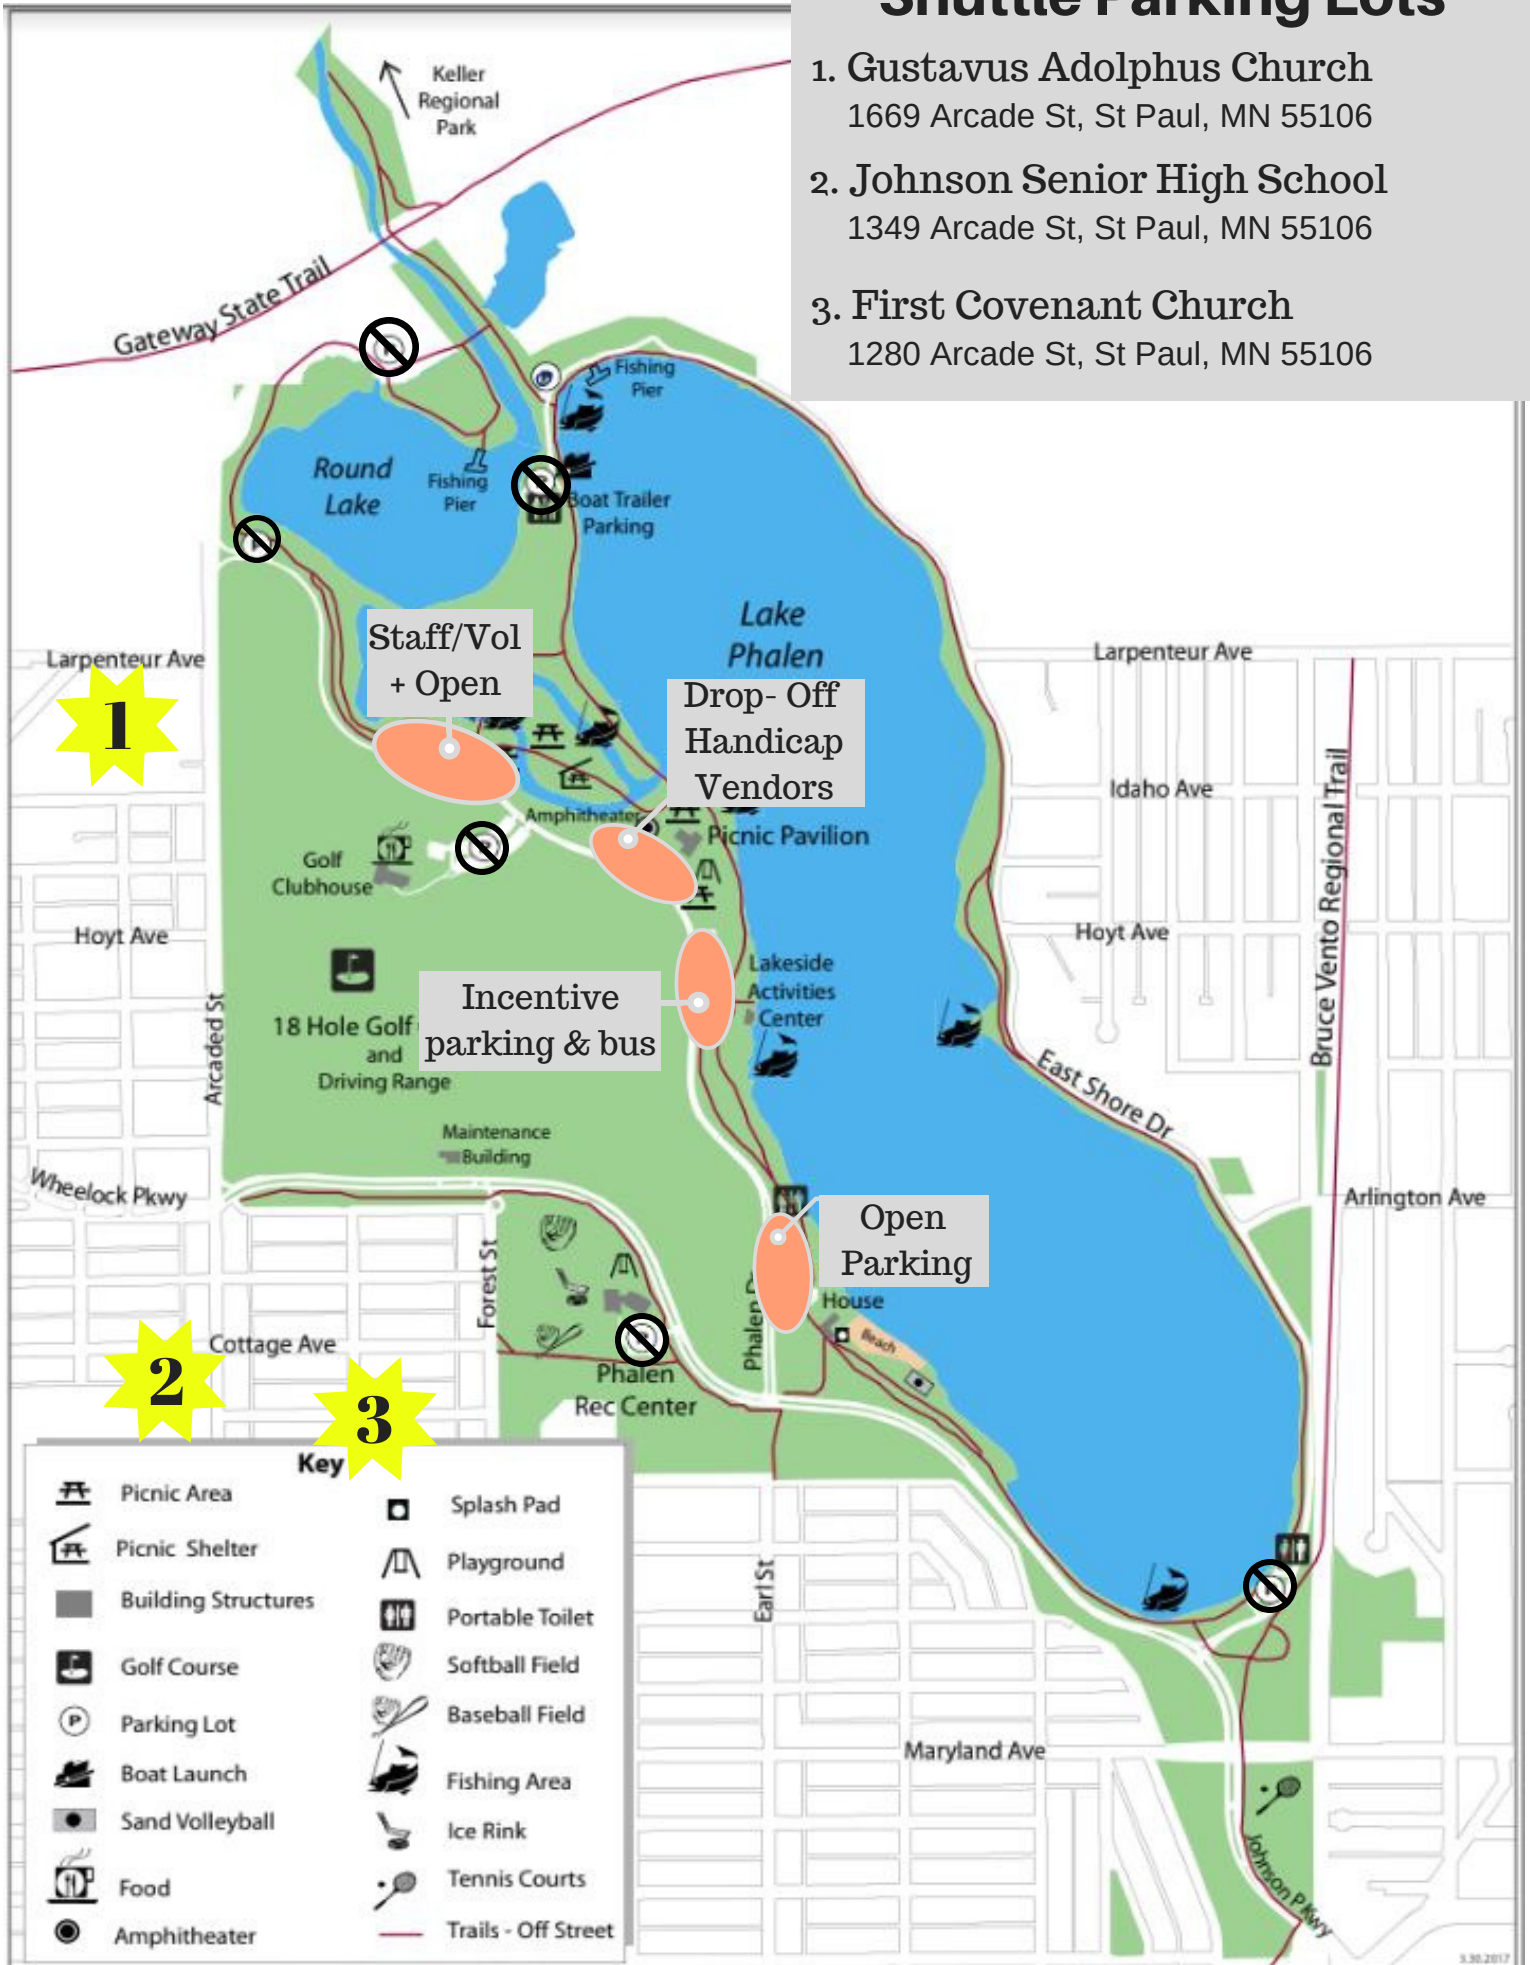 Shuttle Parking Lots
1. Gustavus Adolphus Church
1669 Arcade St, St Paul, MN 55106
2. Johnson Senior High School
1349 Arcade St, St Paul, MN 55106
3. First Covenant Church
1280 Arcade St, St Paul, MN 55106
Keller
Regional
Park
Gateway State Trail
Fishing
Pier
Round
Lake
Fishing
Pier
Boat Trailer
Parking
Lake
Phalen
Larpenteur Ave
Larpenteur Ave
Staff/Vol
+ Open
Drop- Off
Handicap
Vendors
1
Idaho Ave
Amphitheater
Picnic Pavilion
Golf
Clubhouse
Hoyt Ave
Hoyt Ave
Bruce Vento Regional Trail
Lakeside
Activities
Center
Incentive
parking & bus
18 Hole Golf
and
Driving Range
Arcaded St
East Shore Dr
Maintenance
Building
Wheelock Pkwy
Arlington Ave
Open
Parking
Forest St
Phalen
House
Beach
Cottage Ave
2
3
Phalen
Rec Center
Key
Picnic Area
Picnic Shelter
Building Structures
Golf Course
P
Parking Lot
Boat Launch
Sand Volleyball
Food
Amphitheater
Splash Pad
Playground
Portable Toilet
Softball Field
Baseball Field
Fishing Area
Ice Rink
Tennis Courts
Trails - Off Street
Earl St
Maryland Ave
Johnson PKwy
3.30.2017